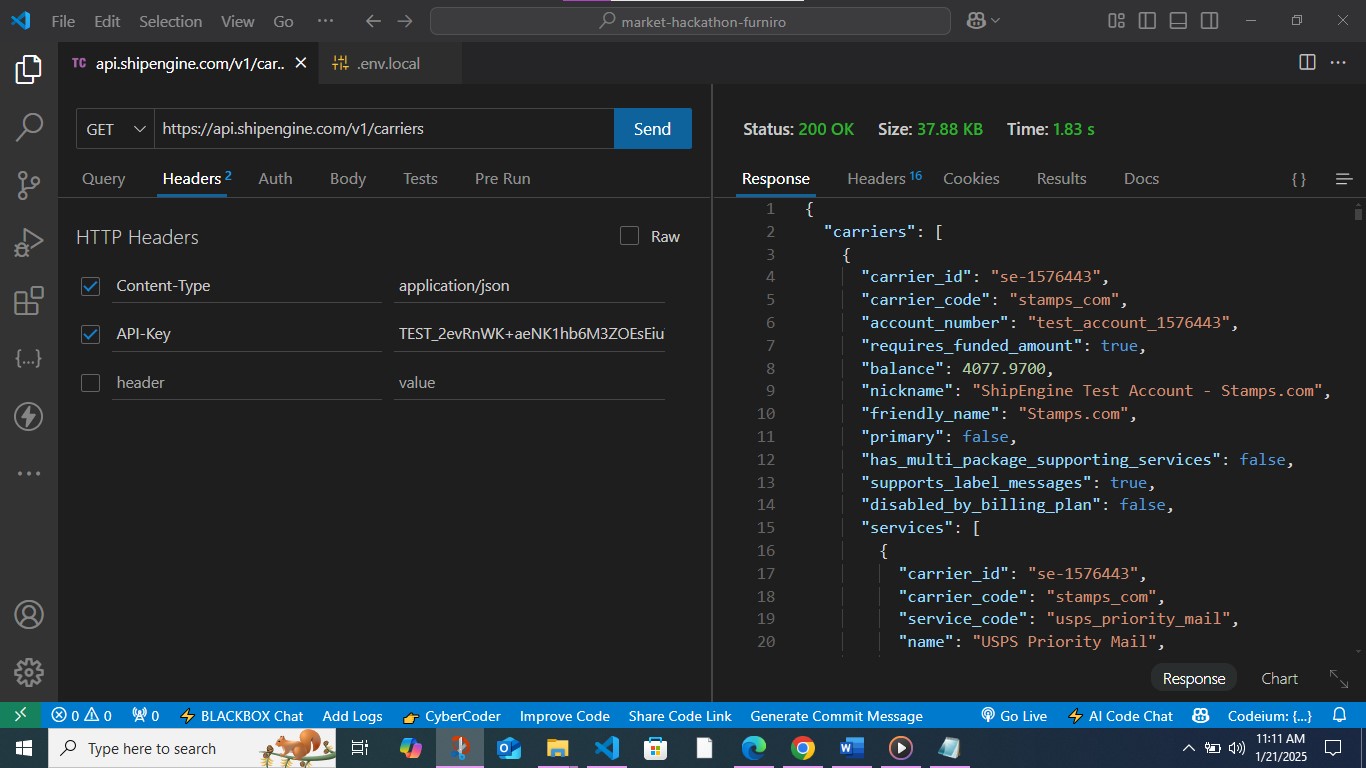 File Edit Selection View Go ··· market-hackathon-furniro
TC api.shipengine.com/v1/car.. .env.local
GET https://api.shipengine.com/v1/carriers Send
Query Headers 2 Auth Body Tests Pre Run
HTTP Headers Raw
Content-Type application/json
API-Key TEST_2evRnWK+aeNK1hb6M3ZOEsEiu
header value
Status: 200 OK Size: 37.88 KB Time: 1.83 s
Response Headers 16 Cookies Results Docs { }
1 {
2 "carriers": [
3 {
4 "carrier_id": "se-1576443",
5 "carrier_code": "stamps_com",
6 "account_number": "test_account_1576443",
7 "requires_funded_amount": true,
8 "balance": 4077.9700,
9 "nickname": "ShipEngine Test Account - Stamps.com",
10 "friendly_name": "Stamps.com",
11 "primary": false,
12 "has_multi_package_supporting_services": false,
13 "supports_label_messages": true,
14 "disabled_by_billing_plan": false,
15 "services": [
16 {
17 "carrier_id": "se-1576443",
18 "carrier_code": "stamps_com",
19 "service_code": "usps_priority_mail",
20 "name": "USPS Priority Mail",
Response Chart
0 0 0 BLACKBOX Chat Add Logs CyberCoder Improve Code Share Code Link Generate Commit Message Go Live AI Code Chat Codeium: {...}
Type here to search
11:11 AM
1/21/2025